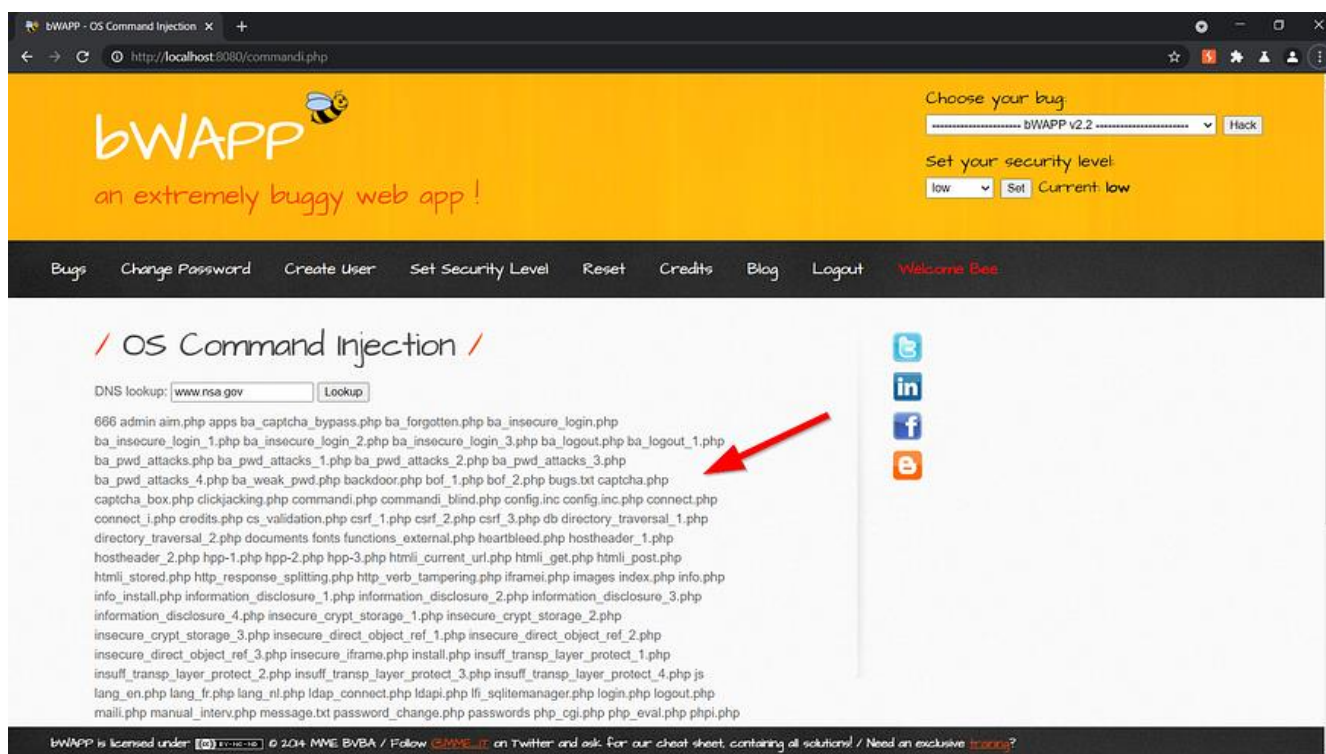 bWAPP - OS Command Injection
http://localhost:8080/commandi.php
bWAPP
an extremely buggy web app !
Choose your bug:
---------------------- bWAPP v2.2 -----------------------
Hack
Set your security level:
low Set Current: low
Bugs Change Password Create User Set Security Level Reset Credits Blog Logout Welcome Bee
/ OS Command Injection /
DNS lookup: www.nsa.gov Lookup
666 admin aim.php apps ba_captcha_bypass.php ba_forgotten.php ba_insecure_login.php
ba_insecure_login_1.php ba_insecure_login_2.php ba_insecure_login_3.php ba_logout.php ba_logout_1.php
ba_pwd_attacks.php ba_pwd_attacks_1.php ba_pwd_attacks_2.php ba_pwd_attacks_3.php
ba_pwd_attacks_4.php ba_weak_pwd.php backdoor.php bof_1.php bof_2.php bugs.txt captcha.php
captcha_box.php clickjacking.php commandi.php commandi_blind.php config.inc config.inc.php connect.php
connect_i.php credits.php cs_validation.php csrf_1.php csrf_2.php csrf_3.php db directory_traversal_1.php
directory_traversal_2.php documents fonts functions_external.php heartbleed.php hostheader_1.php
hostheader_2.php hpp-1.php hpp-2.php hpp-3.php htmli_current_url.php htmli_get.php htmli_post.php
htmli_stored.php http_response_splitting.php http_verb_tampering.php iframei.php images index.php info.php
info_install.php information_disclosure_1.php information_disclosure_2.php information_disclosure_3.php
information_disclosure_4.php insecure_crypt_storage_1.php insecure_crypt_storage_2.php
insecure_crypt_storage_3.php insecure_direct_object_ref_1.php insecure_direct_object_ref_2.php
insecure_direct_object_ref_3.php insecure_iframe.php install.php insuff_transp_layer_protect_1.php
insuff_transp_layer_protect_2.php insuff_transp_layer_protect_3.php insuff_transp_layer_protect_4.php js
lang_en.php lang_fr.php lang_nl.php ldap_connect.php ldapi.php lfi_sqlitemanager.php login.php logout.php
maili.php manual_interv.php message.txt password_change.php passwords php_cgi.php php_eval.php phpi.php
bWAPP is licensed under (cc) BY-NC-ND © 2014 MME BVBA / Follow @MME_IT on Twitter and ask for our cheat sheet, containing all solutions! / Need an exclusive training?